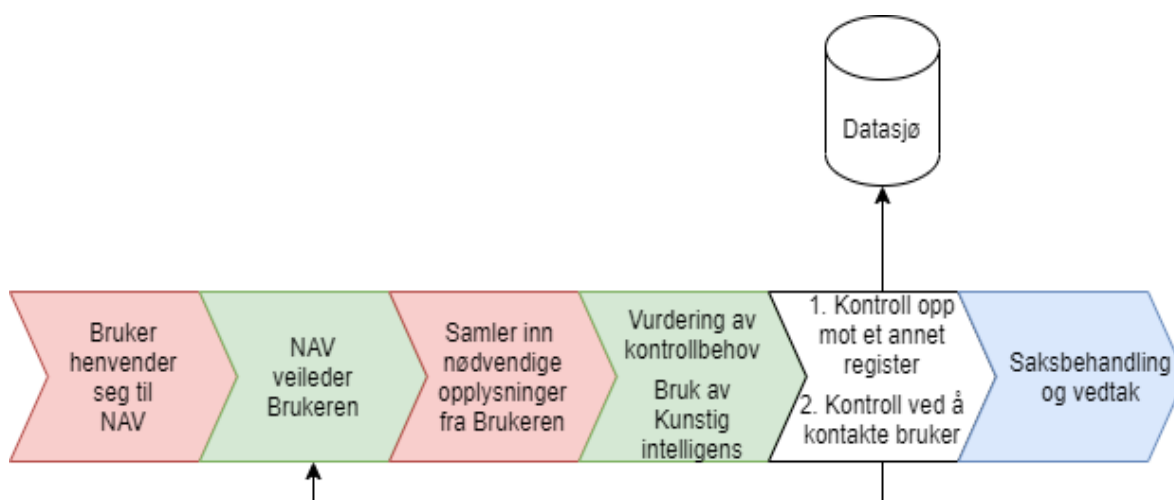 Datasjø
Bruker
henvender
seg til
NAV
NAV
veileder
Brukeren
Samler inn
nødvendige
opplysninger
fra Brukeren
Vurdering av
kontrollbehov
Bruk av
Kunstig
intelligens
1. Kontroll opp
mot et annet
register
2. Kontroll ved å
kontakte bruker
Saksbehandling
og vedtak